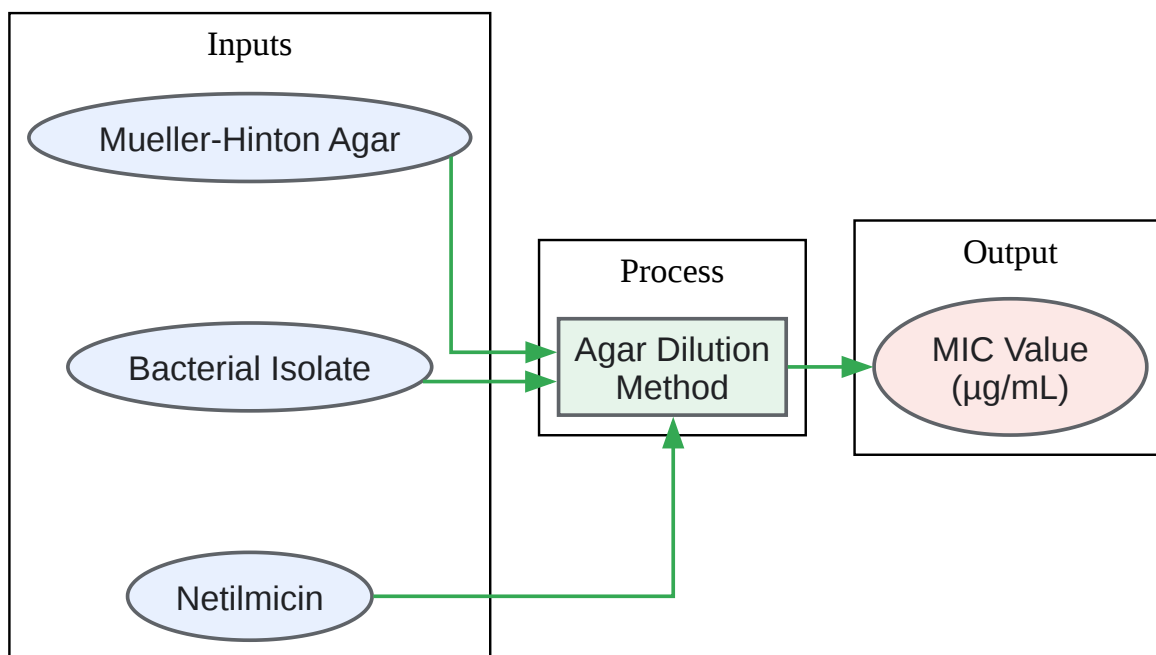 Inputs
Mueller-Hinton Agar
Bacterial Isolate
Netilmicin
Process
Agar Dilution
Method
Output
MIC Value
(µg/mL)